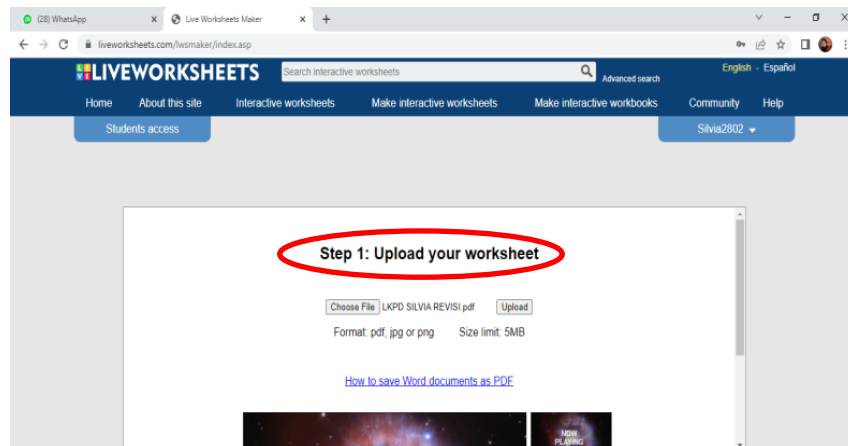 (28) WhatsApp
Live Worksheets Maker
liveworksheets.com/lwsmaker/index.asp
LIVEWORKSHEETS
Search interactive worksheets
Advanced search
English - Español
Home About this site Interactive worksheets Make interactive worksheets Make interactive workbooks Community Help
Students access
Silvia2802
Step 1: Upload your worksheet
Choose File LKPD SILVIA REVISI.pdf Upload
Format: pdf, jpg or png Size limit: 5MB
How to save Word documents as PDF
NOW
PLAYING